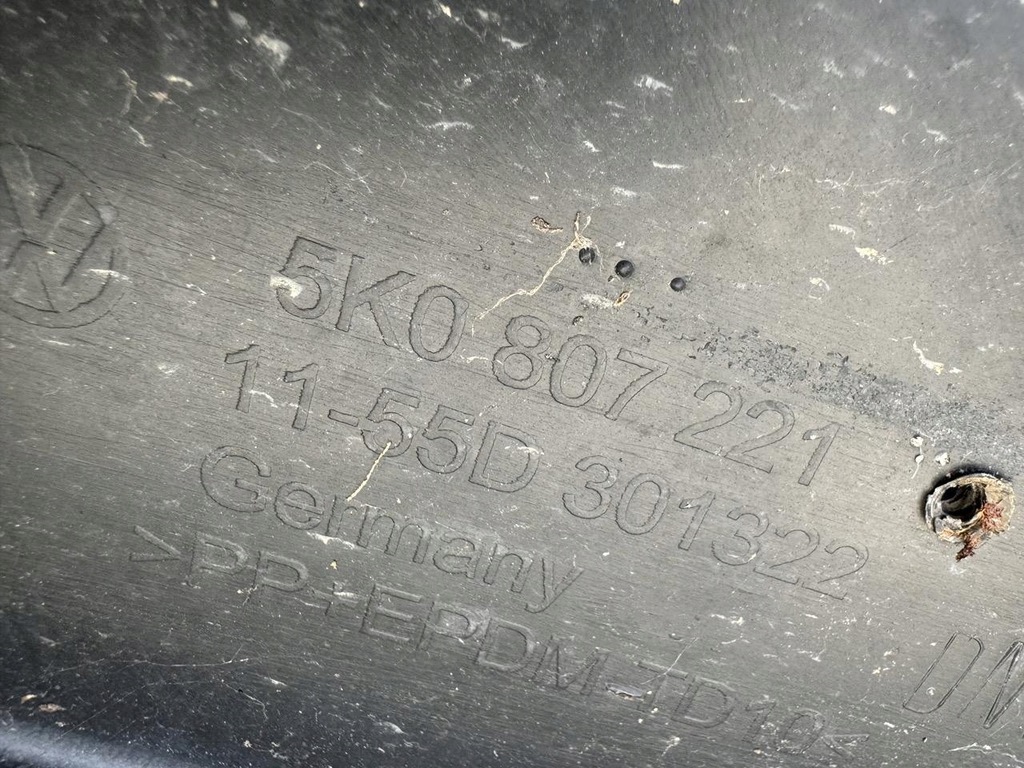 5K0 807 221
11-55D 301322
Germany
>PP+EPDM-TD10<